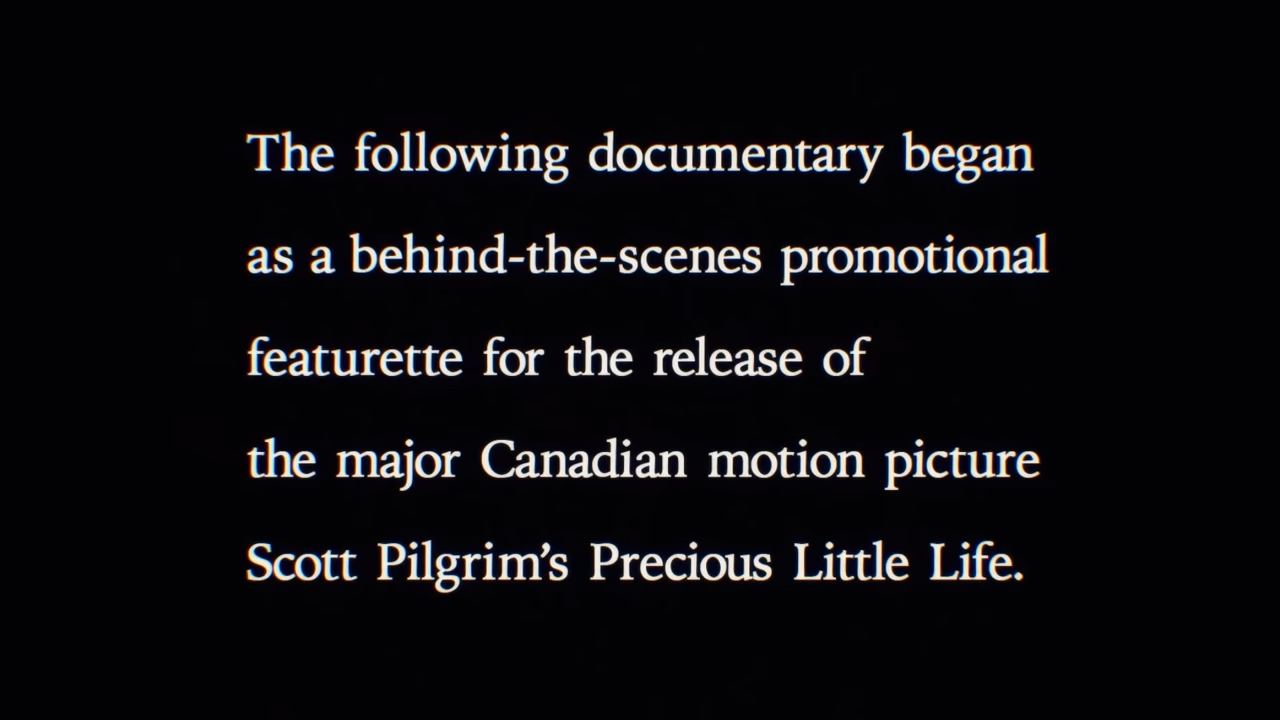 The following documentary began
as a behind-the-scenes promotional
featurette for the release of
the major Canadian motion picture
Scott Pilgrim’s Precious Little Life.